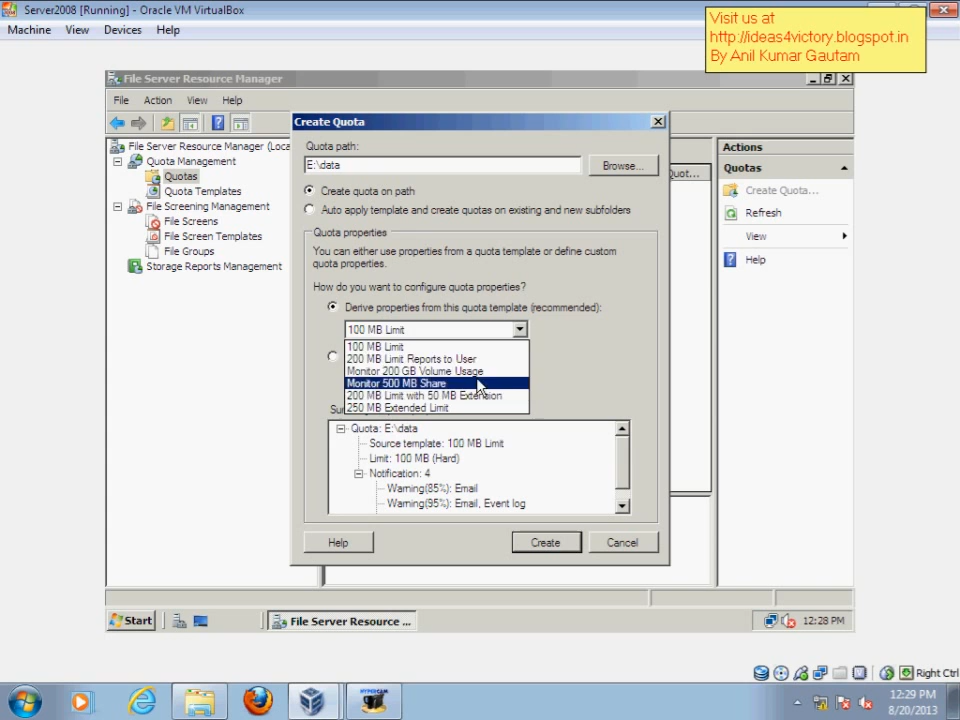 Server2008 [Running] - Oracle VM VirtualBox
Machine View Devices Help
Visit us at
http://ideas4victory.blogspot.in
By Anil Kumar Gautam
File Server Resource Manager
File Action View Help
File Server Resource Manager (Loca
Quota Management
Quotas
Quota Templates
File Screening Management
File Screens
File Screen Templates
File Groups
Storage Reports Management
Create Quota
Quota path:
E:\data
Browse...
Create quota on path
Auto apply template and create quotas on existing and new subfolders
Quota properties
You can either use properties from a quota template or define custom
quota properties.
How do you want to configure quota properties?
Derive properties from this quota template (recommended):
100 MB Limit
100 MB Limit
200 MB Limit Reports to User
Monitor 200 GB Volume Usage
Monitor 500 MB Share
200 MB Limit with 50 MB Extension
250 MB Extended Limit
Su
Quota: E:\data
Source template: 100 MB Limit
Limit: 100 MB (Hard)
Notification: 4
Warning(85%): Email
Warning(95%): Email, Event log
Help
Create
Cancel
Quot...
Actions
Quotas
Create Quota...
Refresh
View
Help
Start
File Server Resource ...
12:28 PM
Right Ctrl
HYPERCAM
12:29 PM
8/20/2013